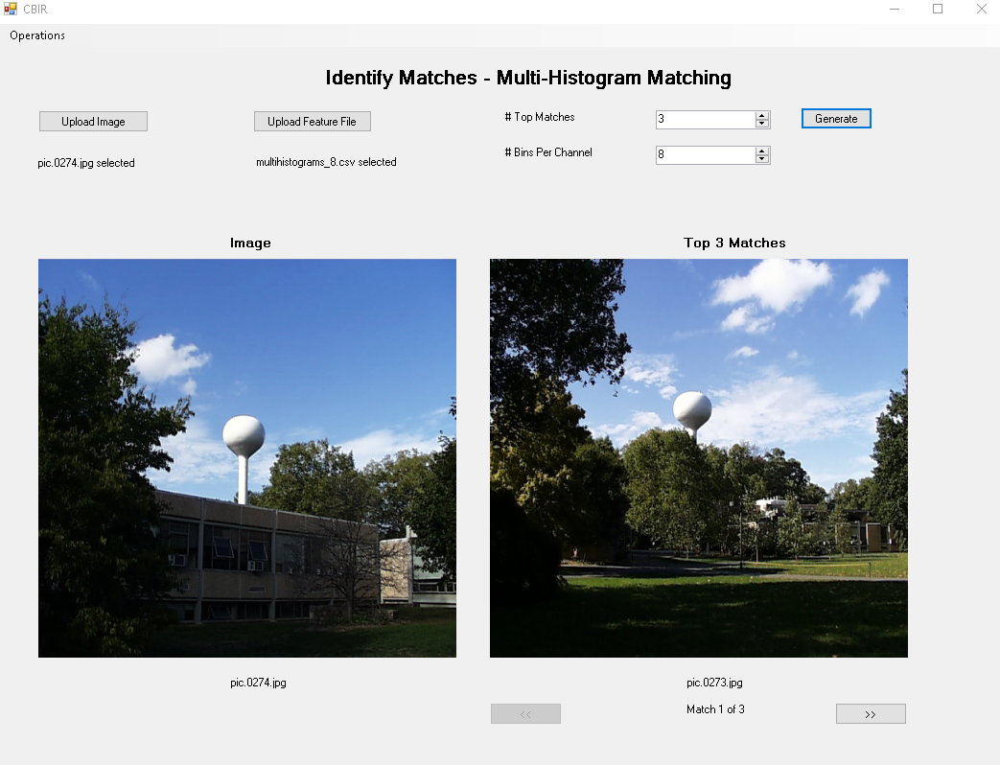 CBIR
Operations
Identify Matches - Multi-Histogram Matching
Upload Image
Upload Feature File
# Top Matches
3
Generate
pic.0274.jpg selected
multihistograms_8.csv selected
# Bins Per Channel
8
Image
Top 3 Matches
pic.0274.jpg
pic.0273.jpg
<<
Match 1 of 3
>>